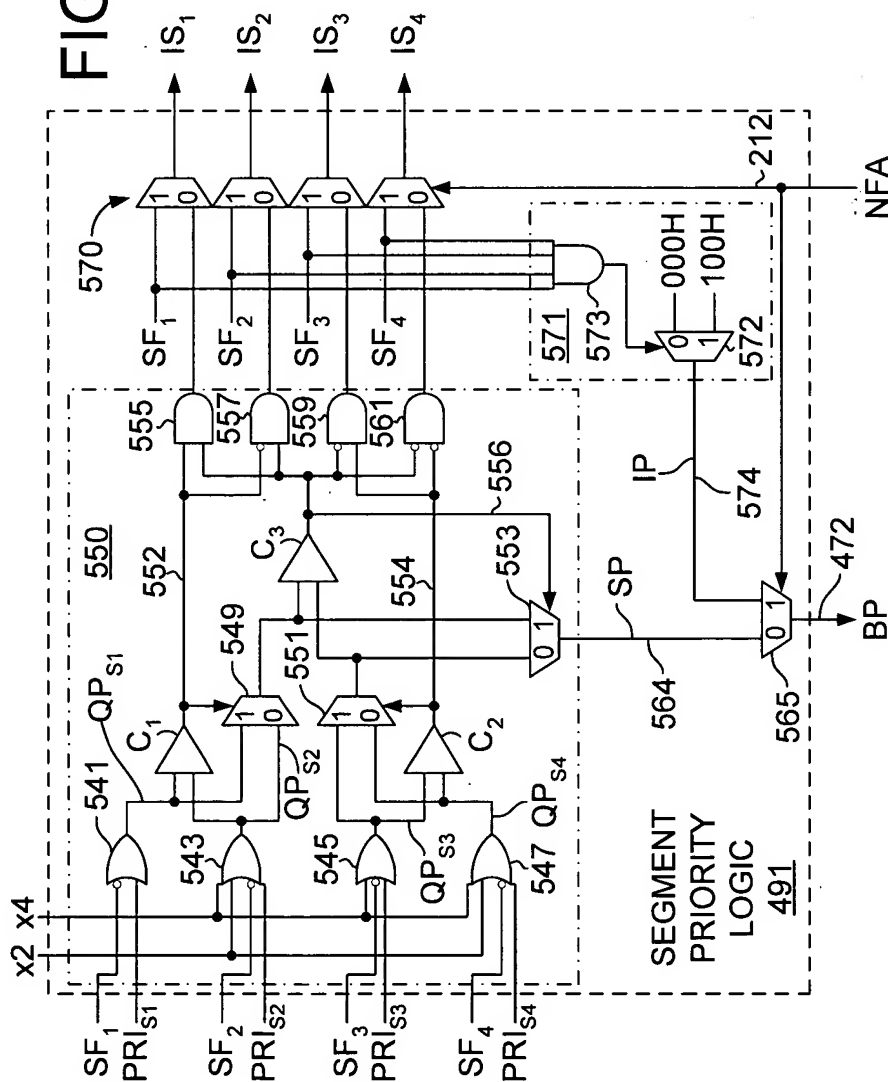 FIG
IS1
IS2
IS3
IS4
570
1
0
1
0
1
0
1
0
212
NFA
SF1
SF2
SF3
SF4
571
573
000H
100H
0
1
572
IP
574
550
555
557
559
561
552
C3
556
554
553
0 1
SP
564
0 1
565
472
BP
QPS1
541
C1
549
1
0
QPS2
551
1
0
C2
543
545
QPS3
QPS4
547
x2
x4
SF1
PRIS1
SF2
PRIS2
SF3
PRIS3
SF4
PRIS4
SEGMENT
PRIORITY
LOGIC
491